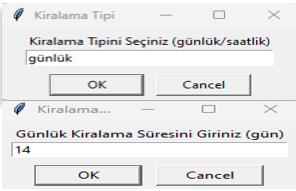 Kiralama Tipi
Kiralama Tipini Seçiniz (günlük/saatlik)
günlük
OK Cancel
Kiralama...
Günlük Kiralama Süresini Giriniz (gün)
14
OK Cancel